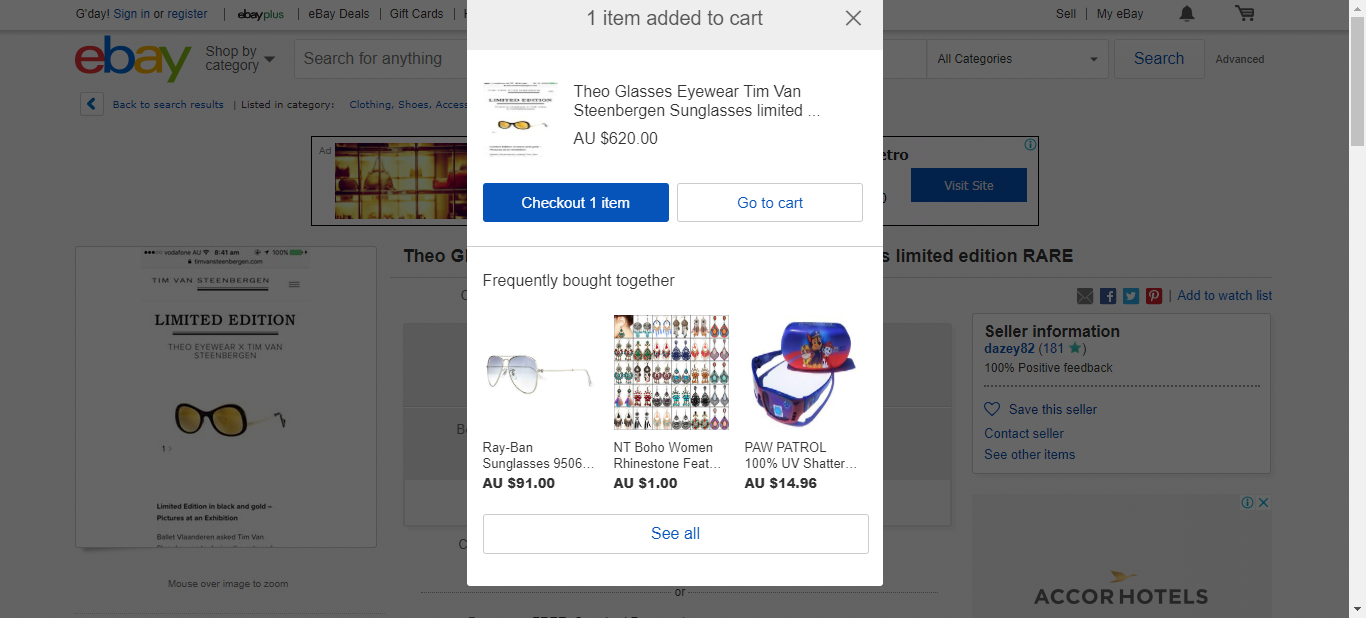 G'day! Sign in or register
ebayplus
eBay Deals
Gift Cards
Sell
My eBay
1 item added to cart
ebay
Shop by
category
Search for anything
All Categories
Search
Advanced
Back to search results
Listed in category:
Clothing, Shoes, Access
Theo Glasses Eyewear Tim Van
Steenbergen Sunglasses limited ...
AU $620.00
Ad
etro
Visit Site
Checkout 1 item
Go to cart
Theo Gl
s limited edition RARE
vodafone AU 8:41 am 100%
timvansteenbergen.com
TIM VAN STEENBERGEN
LIMITED EDITION
THEO EYEWEAR X TIM VAN
STEENBERGEN
1 >
Limited Edition in black and gold –
Pictures at an Exhibition
Ballet Vlaanderen asked Tim Van
Mouse over image to zoom
Frequently bought together
Ray-Ban
Sunglasses 9506...
AU $91.00
NT Boho Women
Rhinestone Feat...
AU $1.00
PAW PATROL
100% UV Shatter...
AU $14.96
See all
or
| Add to watch list
Seller information
dazey82 (181 ★)
100% Positive feedback
Save this seller
Contact seller
See other items
ACCOR HOTELS